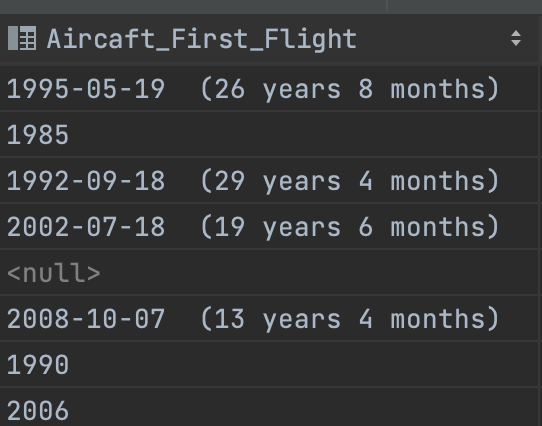 Aircaft_First_Flight
1995-05-19  (26 years 8 months)
1985
1992-09-18  (29 years 4 months)
2002-07-18  (19 years 6 months)
<null>
2008-10-07  (13 years 4 months)
1990
2006